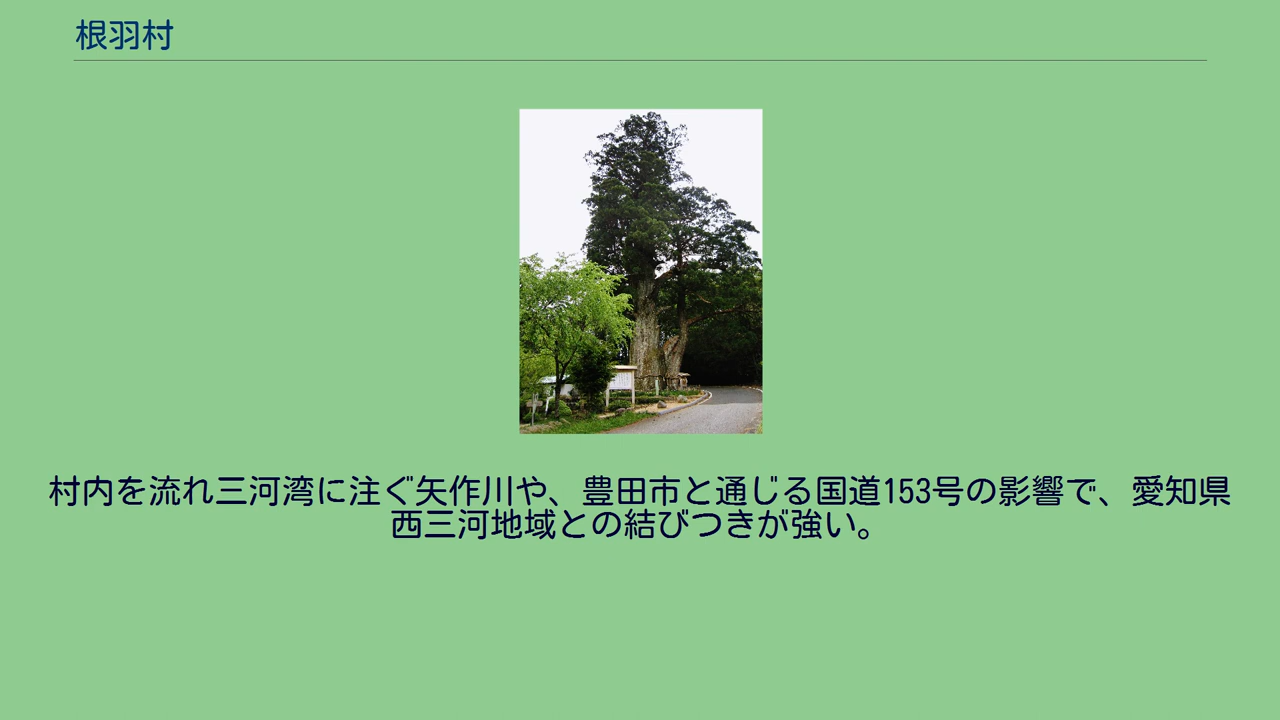 根羽村
村内を流れ三河湾に注ぐ矢作川や、豊田市と通じる国道153号の影響で、愛知県
西三河地域との結びつきが強い。